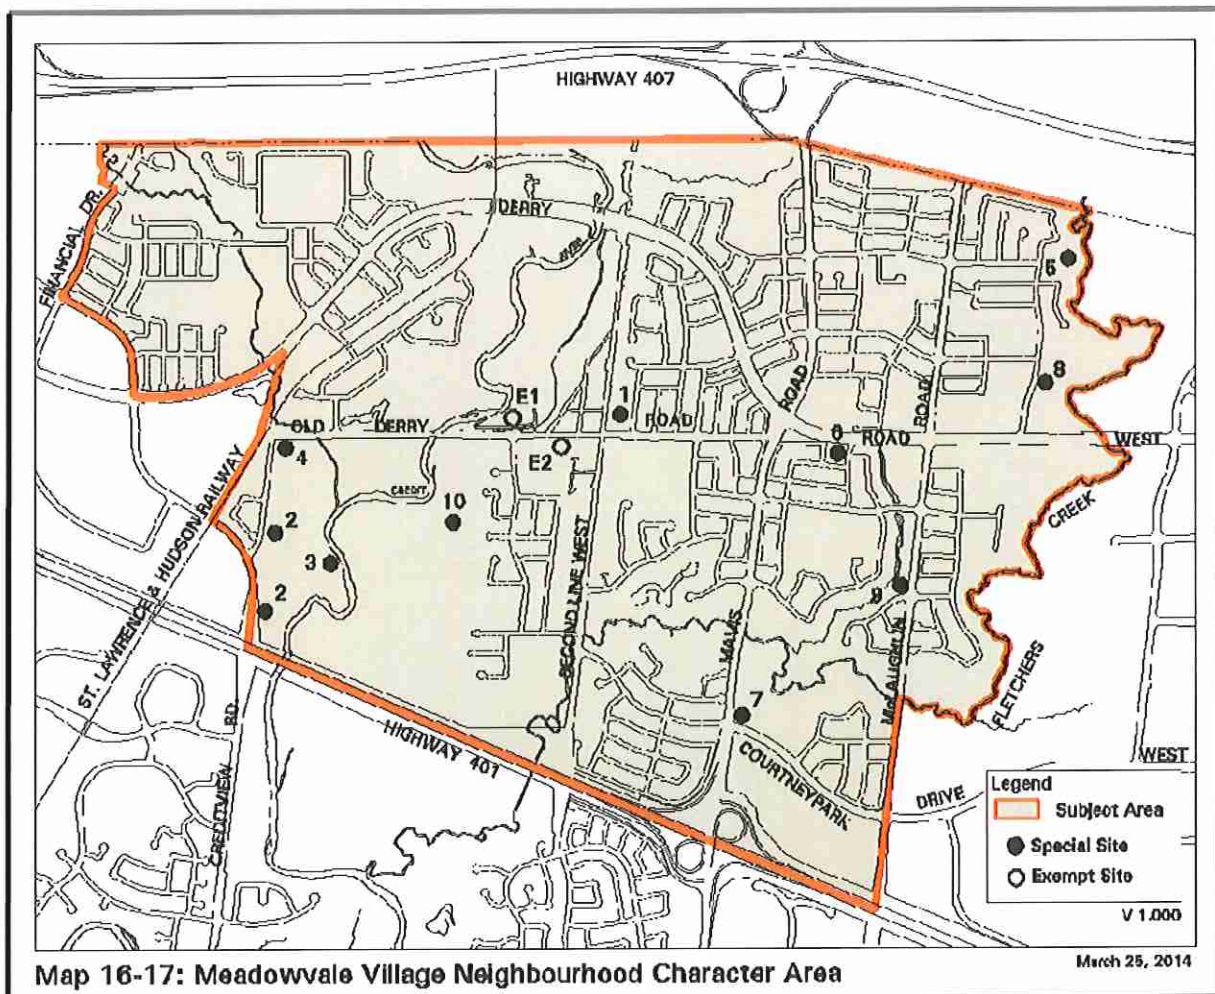 HIGHWAY 407
FINANCIAL DR.
DERRY
RIVER
ROAD
ROAD
5
8
E1
1
OLD DERRY ROAD
6 ROAD
WEST
4
E2
CREDIT
10
2
3
2
9
7
ST. LAWRENCE & HUDSON RAILWAY
SECOND LINE WEST
MAVIS
McLAUGHLIN
CREEK
FLETCHERS
HIGHWAY 401
CREDITVIEW RD.
COURTNEYPARK
DRIVE
WEST
Legend
Subject Area
Special Site
Exempt Site
V 1.000
Map 16-17: Meadowvale Village Neighbourhood Character Area
March 25, 2014